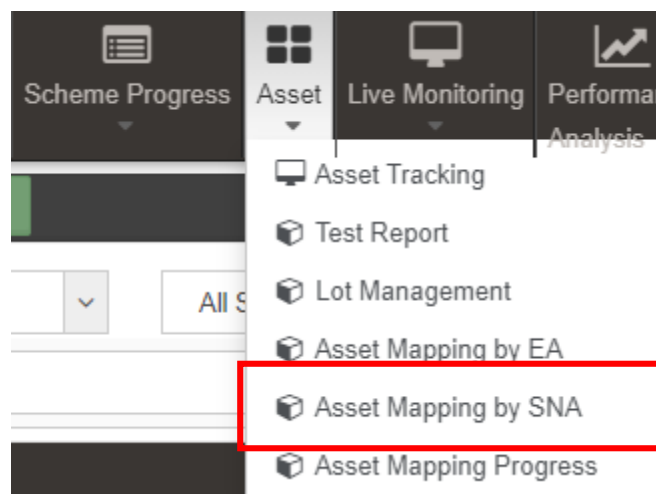 Scheme Progress
Asset
Live Monitoring
Analysis
Asset Tracking
Test Report
All
Lot Management
Asset Mapping by EA
Asset Mapping by SNA
Asset Mapping Progress